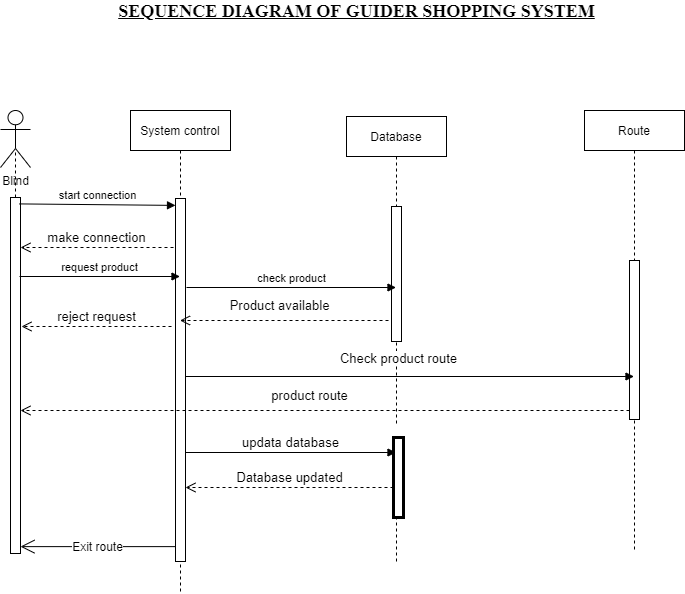 SEQUENCE DIAGRAM OF GUIDER SHOPPING SYSTEM
System control
Database
Route
Blind
start connection
make connection
request product
check product
Product available
reject request
Check product route
product route
updata database
Database updated
Exit route